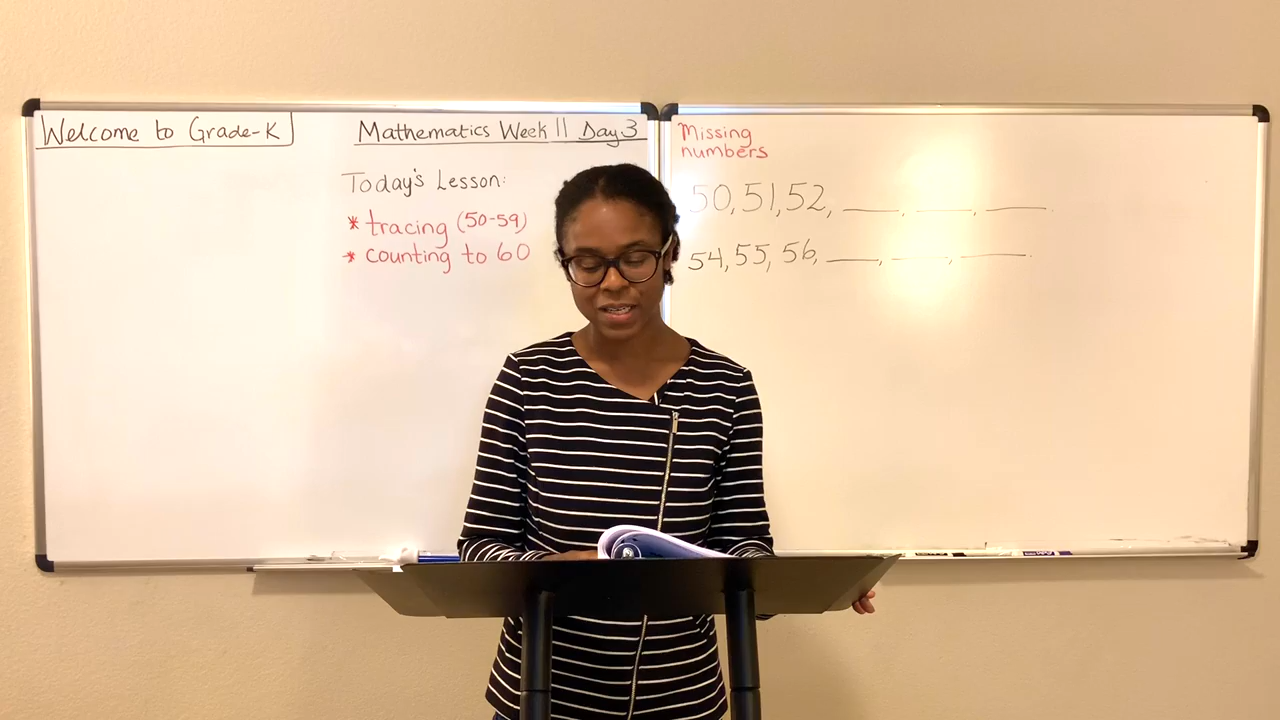 Welcome to Grade-K
Mathematics Week 11 Day 3
Today's Lesson:
* tracing (50-59)
* counting to 60
Missing
numbers
50, 51, 52, ___, ___, ___.
54, 55, 56, ___, ___, ___.